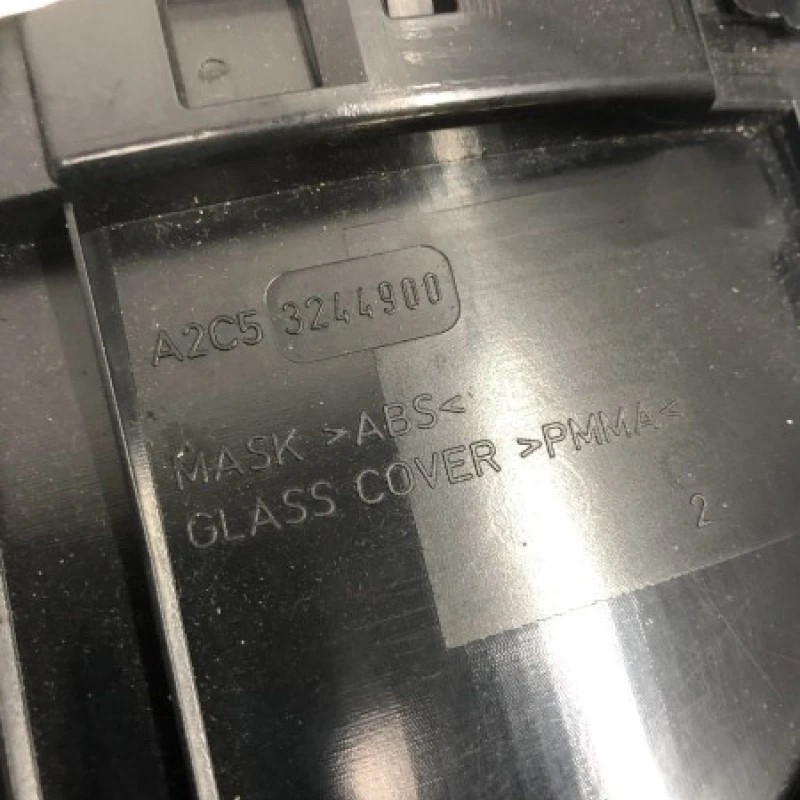 A2C5 3244900
MASK >ABS<
GLASS COVER >PMMA<
2